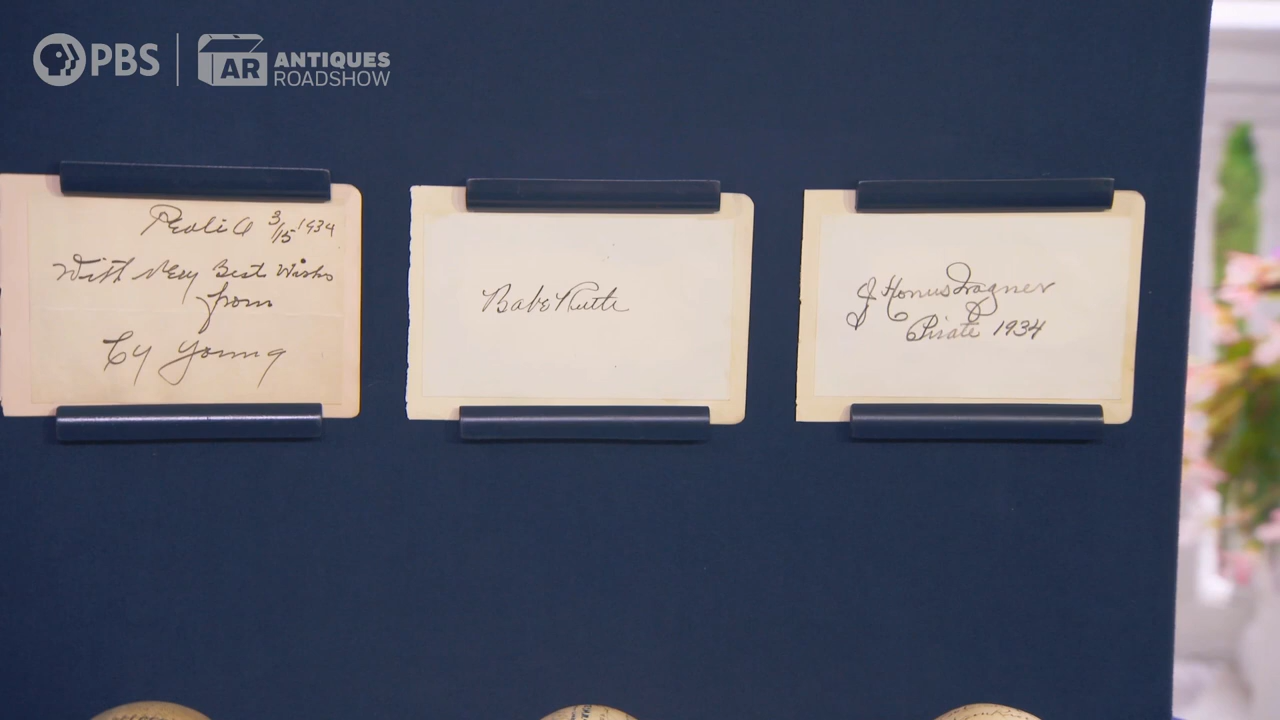 PBS
AR ANTIQUES
ROADSHOW
Peoli O 3/15 1934
With Very Best Wishes
from
Cy Young
Babe Ruth
J Honus Wagner
Pirate 1934